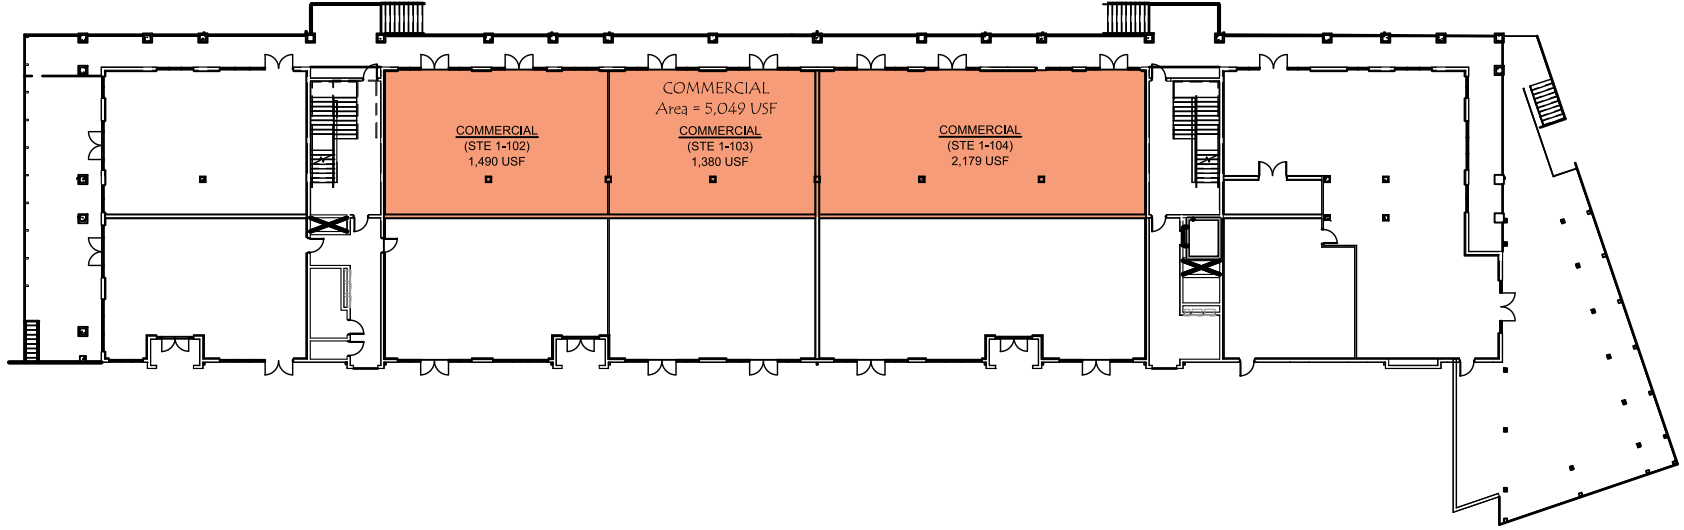 COMMERCIAL
Area = 5,049 USF
COMMERCIAL
(STE 1-102)
1,490 USF
COMMERCIAL
(STE 1-103)
1,380 USF
COMMERCIAL
(STE 1-104)
2,179 USF